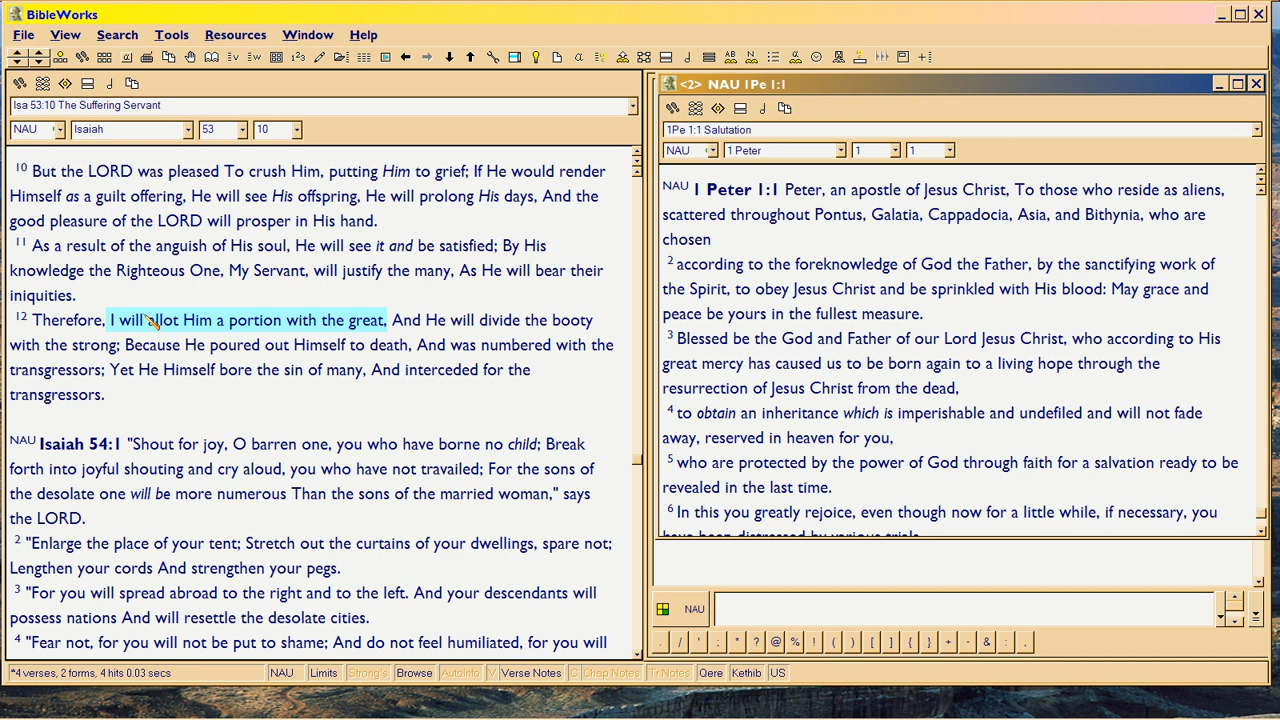 BibleWorks
File View Search Tools Resources Window Help
Isa 53:10 The Suffering Servant
NAU Isaiah 53 10
10 But the LORD was pleased To crush Him, putting Him to grief; If He would render
Himself as a guilt offering, He will see His offspring, He will prolong His days, And the
good pleasure of the LORD will prosper in His hand.
11 As a result of the anguish of His soul, He will see it and be satisfied; By His
knowledge the Righteous One, My Servant, will justify the many, As He will bear their
iniquities.
12 Therefore, I will allot Him a portion with the great, And He will divide the booty
with the strong; Because He poured out Himself to death, And was numbered with the
transgressors; Yet He Himself bore the sin of many, And interceded for the
transgressors.
NAU Isaiah 54:1 "Shout for joy, O barren one, you who have borne no child; Break
forth into joyful shouting and cry aloud, you who have not travailed; For the sons of
the desolate one will be more numerous Than the sons of the married woman," says
the LORD.
2 "Enlarge the place of your tent; Stretch out the curtains of your dwellings, spare not;
Lengthen your cords And strengthen your pegs.
3 "For you will spread abroad to the right and to the left. And your descendants will
possess nations And will resettle the desolate cities.
4 "Fear not, for you will not be put to shame; And do not feel humiliated, for you will
<2> NAU 1Pe 1:1
1Pe 1:1 Salutation
NAU 1 Peter 1 1
NAU 1 Peter 1:1 Peter, an apostle of Jesus Christ, To those who reside as aliens,
scattered throughout Pontus, Galatia, Cappadocia, Asia, and Bithynia, who are
chosen
2 according to the foreknowledge of God the Father, by the sanctifying work of
the Spirit, to obey Jesus Christ and be sprinkled with His blood: May grace and
peace be yours in the fullest measure.
3 Blessed be the God and Father of our Lord Jesus Christ, who according to His
great mercy has caused us to be born again to a living hope through the
resurrection of Jesus Christ from the dead,
4 to obtain an inheritance which is imperishable and undefiled and will not fade
away, reserved in heaven for you,
5 who are protected by the power of God through faith for a salvation ready to be
revealed in the last time.
6 In this you greatly rejoice, even though now for a little while, if necessary, you
have been distressed by various trials
NAU
. / ' ; * ? @ % ! ( ) [ ] { } + - & : ,
*4 verses, 2 forms, 4 hits 0.03 secs NAU Limits Strong's Browse AutoInfo V Verse Notes C Chap Notes Tr Notes Qere Kethib US